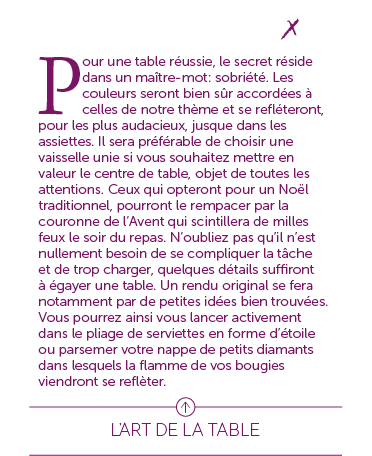 Pour une table réussie, le secret réside
dans un maître-mot: sobriété. Les
couleurs seront bien sûr accordées à
celles de notre thème et se reflèteront,
pour les plus audacieux, jusque dans les
assiettes. Il sera préférable de choisir une
vaisselle unie si vous souhaitez mettre en
valeur le centre de table, objet de toutes les
attentions. Ceux qui opteront pour un Noël
traditionnel, pourront le rempacer par la
couronne de l'Avent qui scintillera de milles
feux le soir du repas. N'oubliez pas qu'il n'est
nullement besoin de se compliquer la tâche
et de trop charger, quelques détails suffiront
à égayer une table. Un rendu original se fera
notamment par de petites idées bien trouvées.
Vous pourrez ainsi vous lancer activement
dans le pliage de serviettes en forme d'étoile
ou parsemer votre nappe de petits diamants
dans lesquels la flamme de vos bougies
viendront se reflèter.
L'ART DE LA TABLE